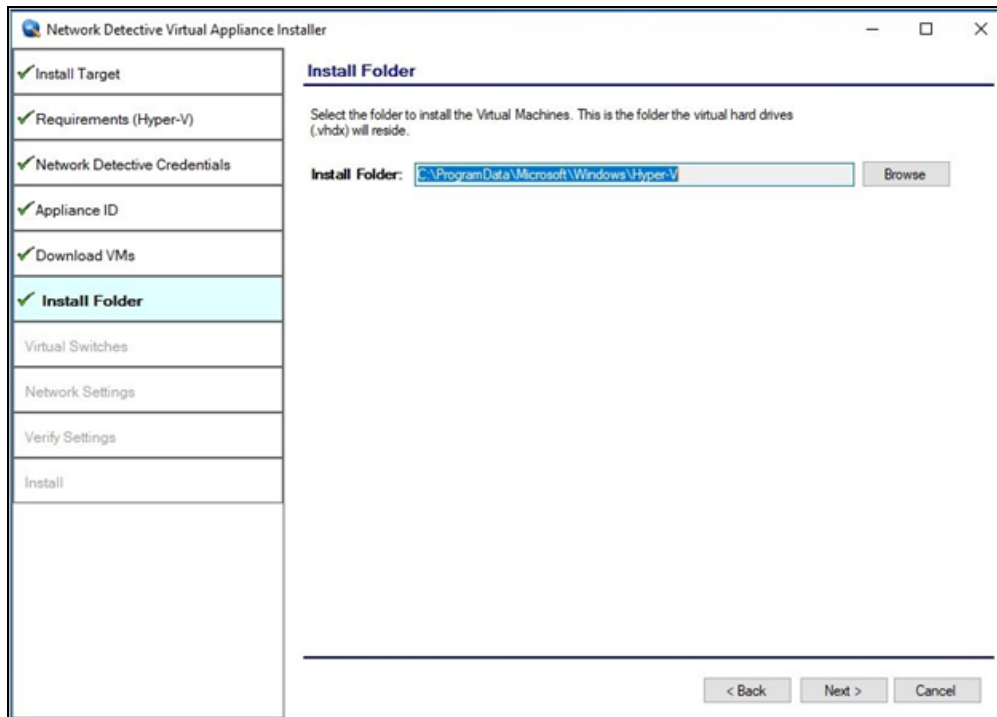 Network Detective Virtual Appliance Installer
Install Target
Requirements (Hyper-V)
Network Detective Credentials
Appliance ID
Download VMs
Install Folder
Virtual Switches
Network Settings
Verify Settings
Install
Install Folder
Select the folder to install the Virtual Machines. This is the folder the virtual hard drives
(.vhdx) will reside.
Install Folder: C:\ProgramData\Microsoft\Windows\Hyper-V Browse
< Back Next > Cancel